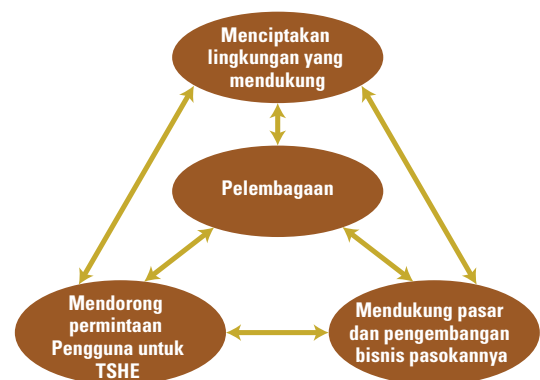 Menciptakan
lingkungan yang
mendukung
Pelembagaan
Mendorong
permintaan
Pengguna untuk
TSHE
Mendukung pasar
dan pengembangan
bisnis pasokannya